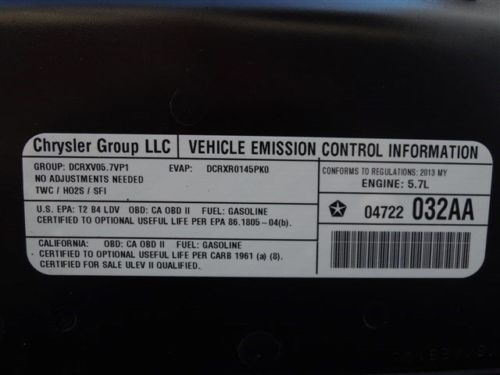 Chrysler Group LLC VEHICLE EMISSION CONTROL INFORMATION
GROUP: DCRXV05.7VP1 EVAP: DCRXR0145PK0
NO ADJUSTMENTS NEEDED
TWC / HO2S / SFI
CONFORMS TO REGULATIONS: 2013 MY
ENGINE: 5.7L
U.S. EPA: T2 B4 LDV OBD: CA OBD II FUEL: GASOLINE
CERTIFIED TO OPTIONAL USEFUL LIFE PER EPA 86.1805-04(b).
04722 032AA
CALIFORNIA: OBD: CA OBD II FUEL: GASOLINE
CERTIFIED TO OPTIONAL USEFUL LIFE PER CARB 1961 (a) (8).
CERTIFIED FOR SALE ULEV II QUALIFIED.